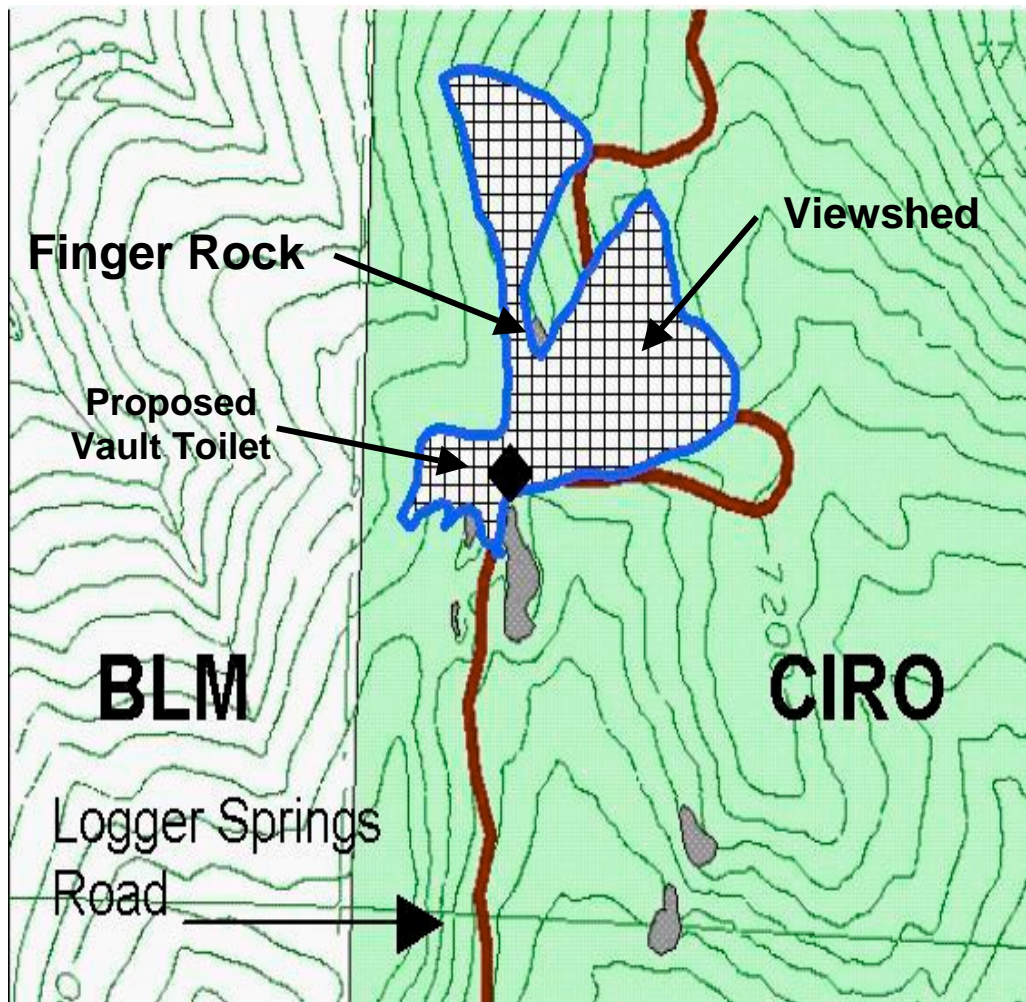 Viewshed
Finger Rock
Proposed
Vault Toilet
7200
BLM
CIRO
Logger Springs
Road